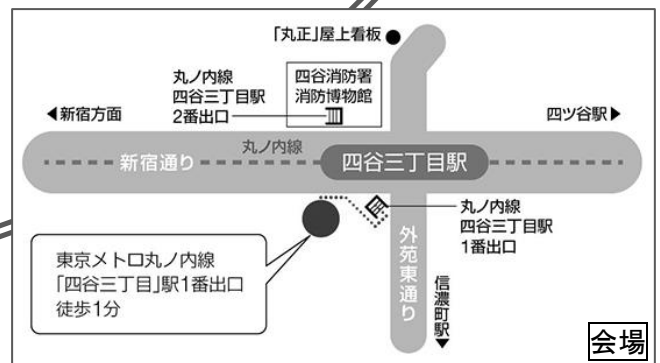 「丸正」屋上看板
丸ノ内線
四谷三丁目駅
2番出口
四谷消防署
消防博物館
◀新宿方面
四ツ谷駅▶
新宿通り
丸ノ内線
四谷三丁目駅
丸ノ内線
四谷三丁目駅
1番出口
外苑東通り
信濃町駅▼
東京メトロ丸ノ内線
「四谷三丁目」駅1番出口
徒歩1分
会場